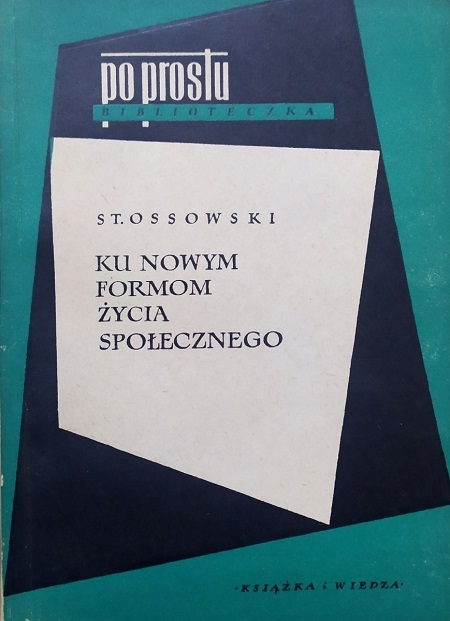 po prostu
BIBLIOTECZKA
ST. OSSOWSKI
KU NOWYM
FORMOM
ŻYCIA
SPOŁECZNEGO
·KSIĄŻKA i WIEDZA·